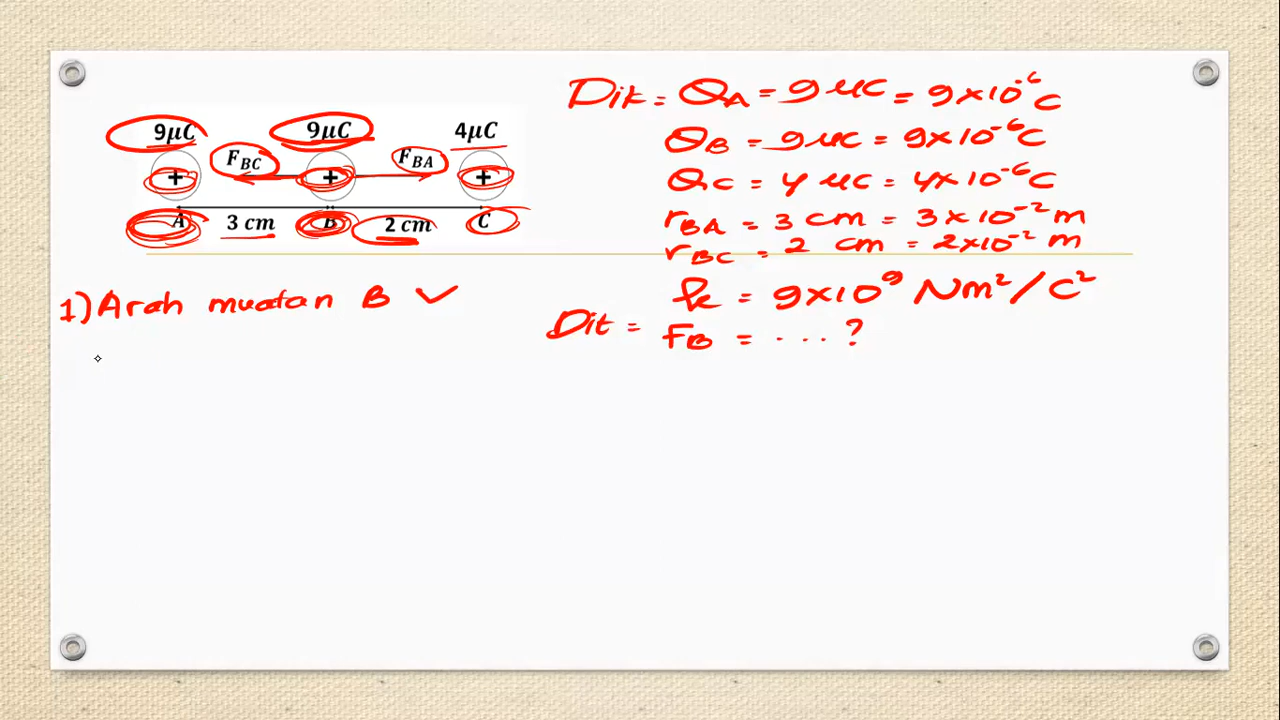 9μC 9μC 4μC
F_BC F_BA
+ + +
A 3 cm B 2 cm C
Dik = Q_A = 9 μC = 9×10⁻⁶ C
Q_B = 9 μC = 9×10⁻⁶ C
Q_C = 4 μC = 4×10⁻⁶ C
r_BA = 3 cm = 3×10⁻² m
r_BC = 2 cm = 2×10⁻² m
k = 9×10⁹ Nm²/C²
Dit = F_B = ...?
1) Arah muatan B ✓